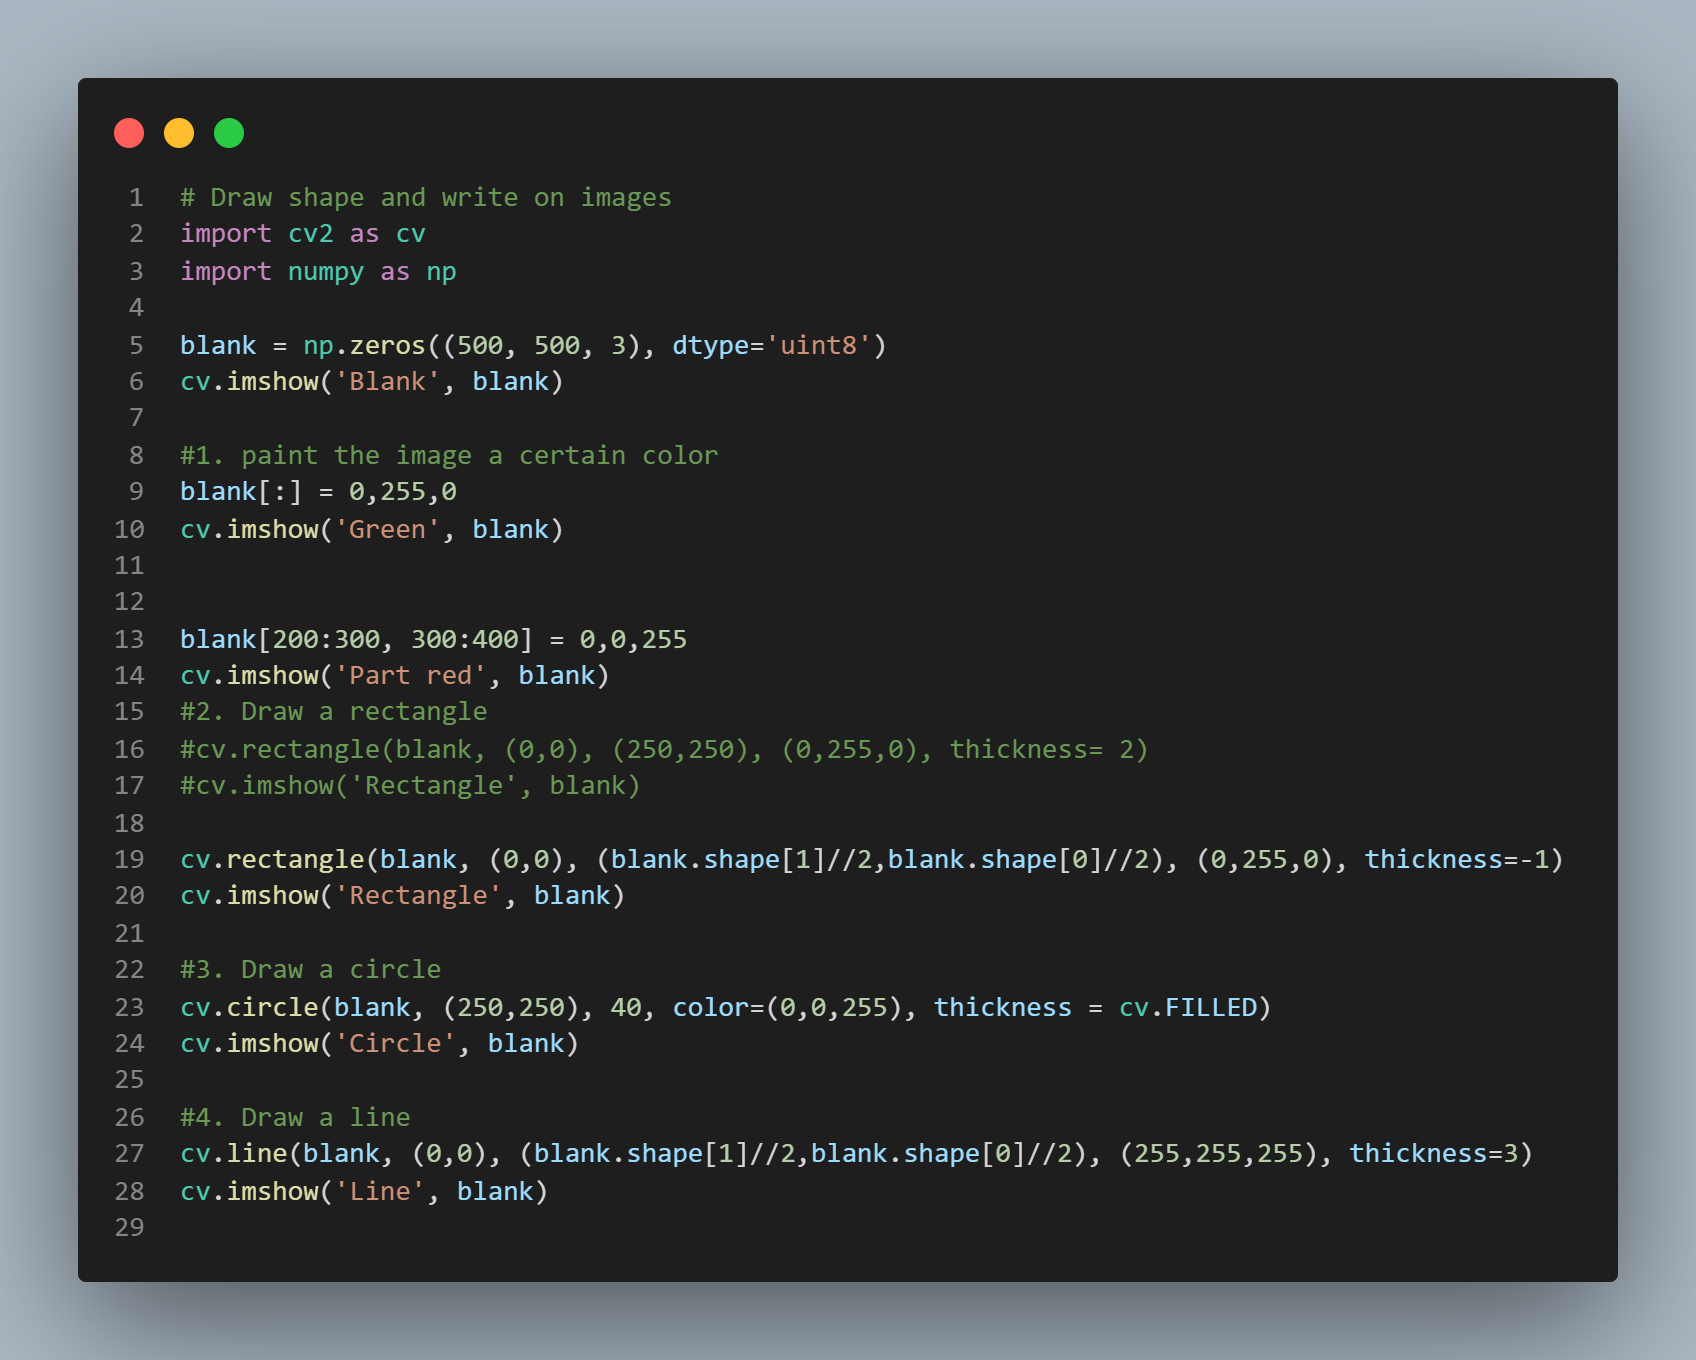 1 # Draw shape and write on images
2 import cv2 as cv
3 import numpy as np
4
5 blank = np.zeros((500, 500, 3), dtype='uint8')
6 cv.imshow('Blank', blank)
7
8 #1. paint the image a certain color
9 blank[:] = 0,255,0
10 cv.imshow('Green', blank)
11
12
13 blank[200:300, 300:400] = 0,0,255
14 cv.imshow('Part red', blank)
15 #2. Draw a rectangle
16 #cv.rectangle(blank, (0,0), (250,250), (0,255,0), thickness= 2)
17 #cv.imshow('Rectangle', blank)
18
19 cv.rectangle(blank, (0,0), (blank.shape[1]//2,blank.shape[0]//2), (0,255,0), thickness=-1)
20 cv.imshow('Rectangle', blank)
21
22 #3. Draw a circle
23 cv.circle(blank, (250,250), 40, color=(0,0,255), thickness = cv.FILLED)
24 cv.imshow('Circle', blank)
25
26 #4. Draw a line
27 cv.line(blank, (0,0), (blank.shape[1]//2,blank.shape[0]//2), (255,255,255), thickness=3)
28 cv.imshow('Line', blank)
29